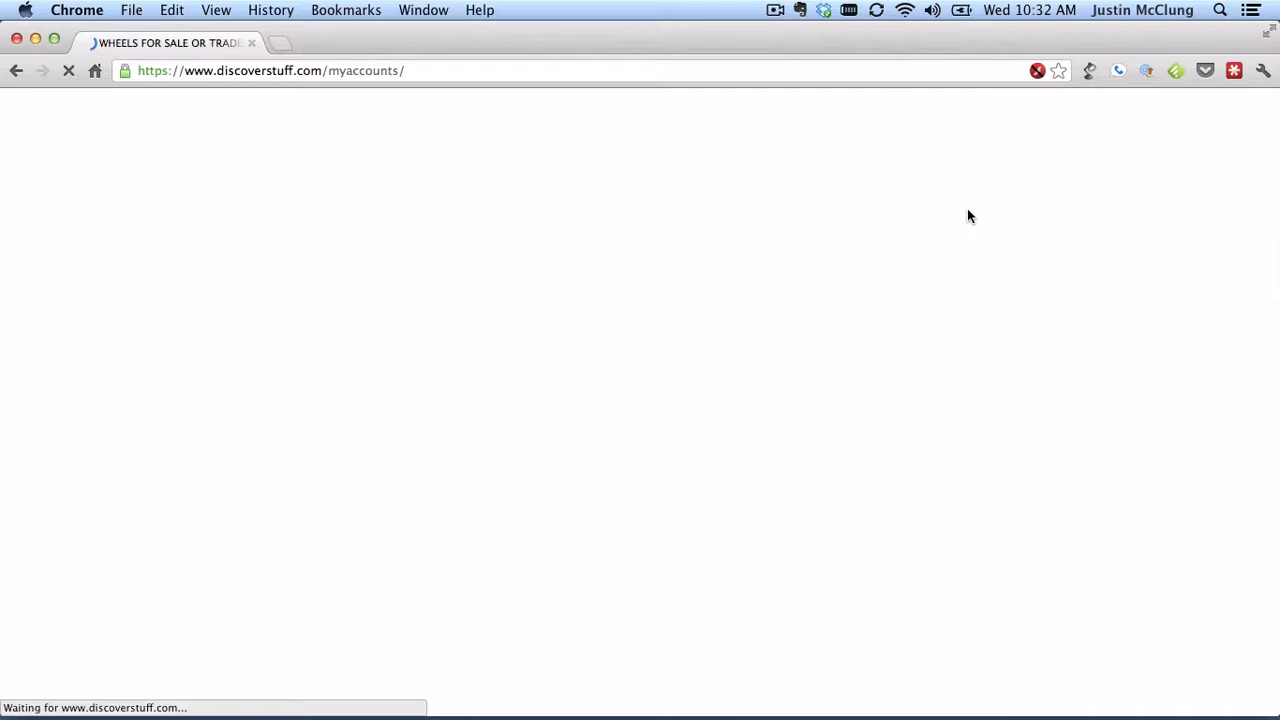 Chrome File Edit View History Bookmarks Window Help Wed 10:32 AM Justin McClung
WHEELS FOR SALE OR TRADE
https://www.discoverstuff.com/myaccounts/
Waiting for www.discoverstuff.com...